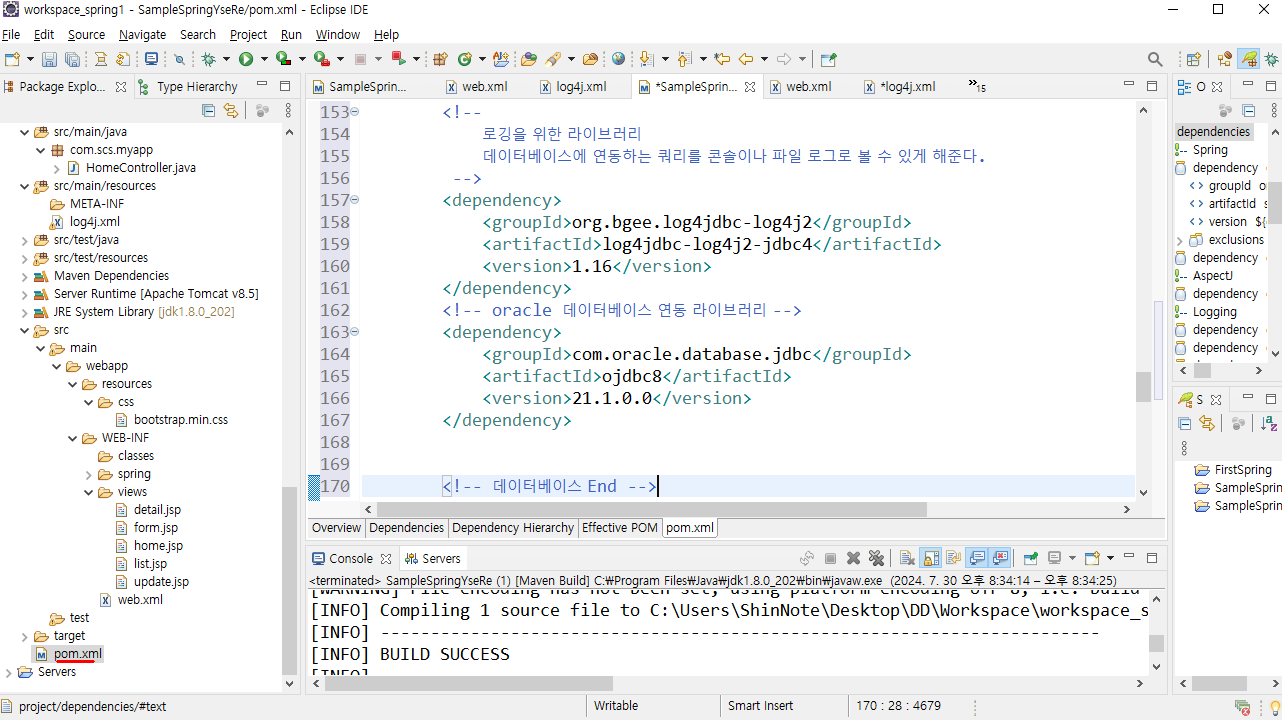 workspace_spring1 - SampleSpringYseRe/pom.xml - Eclipse IDE
File Edit Source Navigate Search Project Run Window Help
Package Explo...
Type Hierarchy
src/main/java
com.scs.myapp
HomeController.java
src/main/resources
META-INF
log4j.xml
src/test/java
src/test/resources
Maven Dependencies
Server Runtime [Apache Tomcat v8.5]
JRE System Library [jdk1.8.0_202]
src
main
webapp
resources
css
bootstrap.min.css
WEB-INF
classes
spring
views
detail.jsp
form.jsp
home.jsp
list.jsp
update.jsp
web.xml
test
target
pom.xml
Servers
SampleSprin... web.xml log4j.xml *SampleSprin... web.xml *log4j.xml »15
153 <!--
154 로깅을 위한 라이브러리
155 데이터베이스에 연동하는 쿼리를 콘솔이나 파일 로그로 볼 수 있게 해준다.
156 -->
157 <dependency>
158 <groupId>org.bgee.log4jdbc-log4j2</groupId>
159 <artifactId>log4jdbc-log4j2-jdbc4</artifactId>
160 <version>1.16</version>
161 </dependency>
162 <!-- oracle 데이터베이스 연동 라이브러리 -->
163 <dependency>
164 <groupId>com.oracle.database.jdbc</groupId>
165 <artifactId>ojdbc8</artifactId>
166 <version>21.1.0.0</version>
167 </dependency>
168
169
170 <!-- 데이터베이스 End -->
Overview Dependencies Dependency Hierarchy Effective POM pom.xml
Console Servers
<terminated> SampleSpringYseRe (1) [Maven Build] C:₩Program Files₩Java₩jdk1.8.0_202₩bin₩javaw.exe (2024. 7. 30 오후 8:34:14 – 오후 8:34:25)
[WARNING] File encoding has not been set, using platform encoding
[INFO] Compiling 1 source file to C:\Users\ShinNote\Desktop\DD\Workspace\workspace_s
[INFO] ------------------------------------------------------------------------
[INFO] BUILD SUCCESS
[INFO]
O
dependencies
Spring
dependency
groupId
artifactId
version ${
exclusions
dependency
AspectJ
dependency
Logging
dependency
dependency
S
FirstSpring
SampleSprin
SampleSprin
project/dependencies/#text
Writable
Smart Insert
170 : 28 : 4679